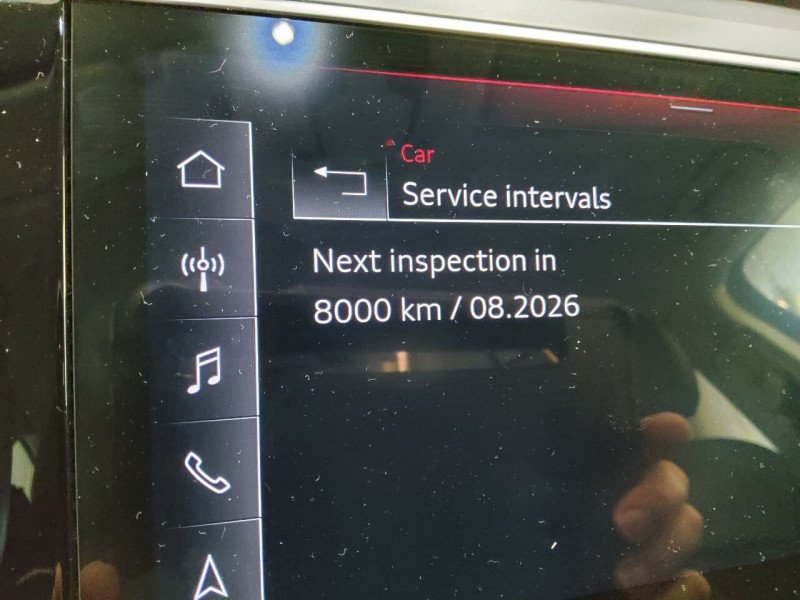 Car
Service intervals
Next inspection in
8000 km / 08.2026